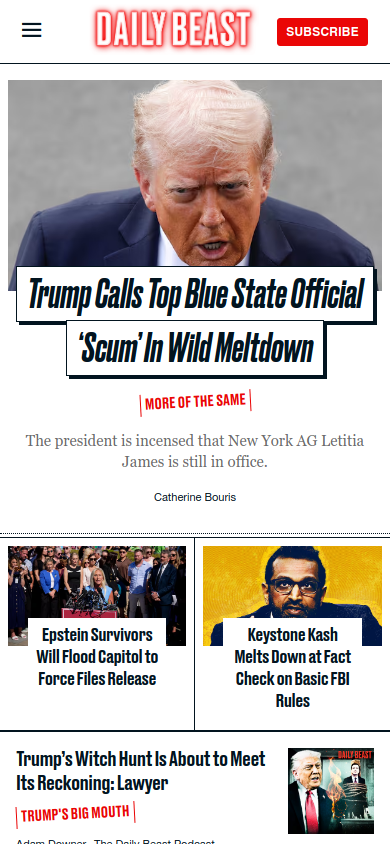 DAILY BEAST
SUBSCRIBE
Trump Calls Top Blue State Official
‘Scum’ In Wild Meltdown
MORE OF THE SAME
The president is incensed that New York AG Letitia
James is still in office.
Catherine Bouris
Epstein Survivors
Will Flood Capitol to
Force Files Release
Keystone Kash
Melts Down at Fact
Check on Basic FBI
Rules
Trump’s Witch Hunt Is About to Meet
Its Reckoning: Lawyer
DAILY BEAST
TRUMP'S BIG MOUTH
Adam Downer, The Daily Beast Podcast